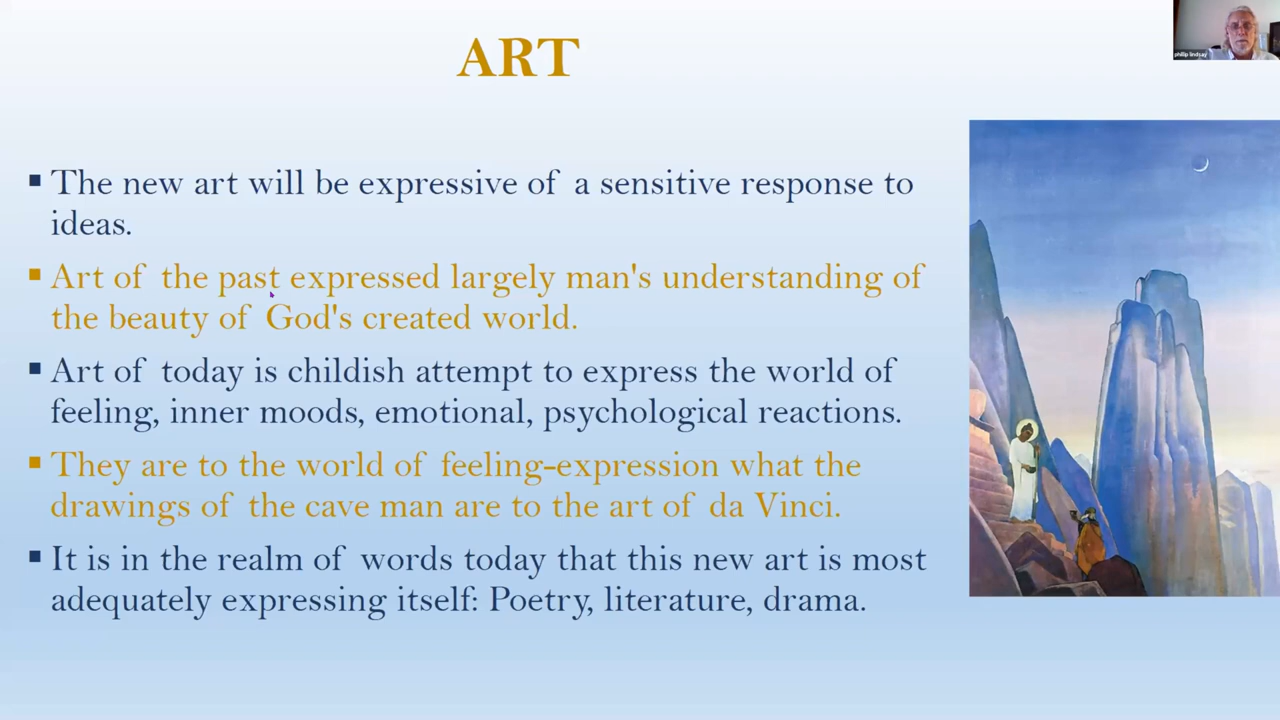 ART
phillip lindsay
▪ The new art will be expressive of a sensitive response to
ideas.
▪ Art of the past expressed largely man's understanding of
the beauty of God's created world.
▪ Art of today is childish attempt to express the world of
feeling, inner moods, emotional, psychological reactions.
▪ They are to the world of feeling-expression what the
drawings of the cave man are to the art of da Vinci.
▪ It is in the realm of words today that this new art is most
adequately expressing itself: Poetry, literature, drama.